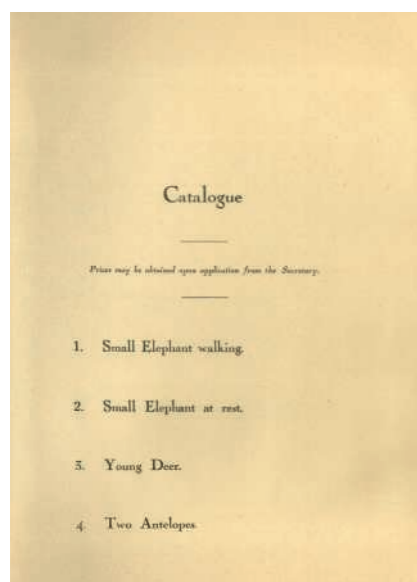 Catalogue
Prices may be obtained upon application from the Secretary.
1. Small Elephant walking.
2. Small Elephant at rest.
3. Young Deer.
4. Two Antelopes.